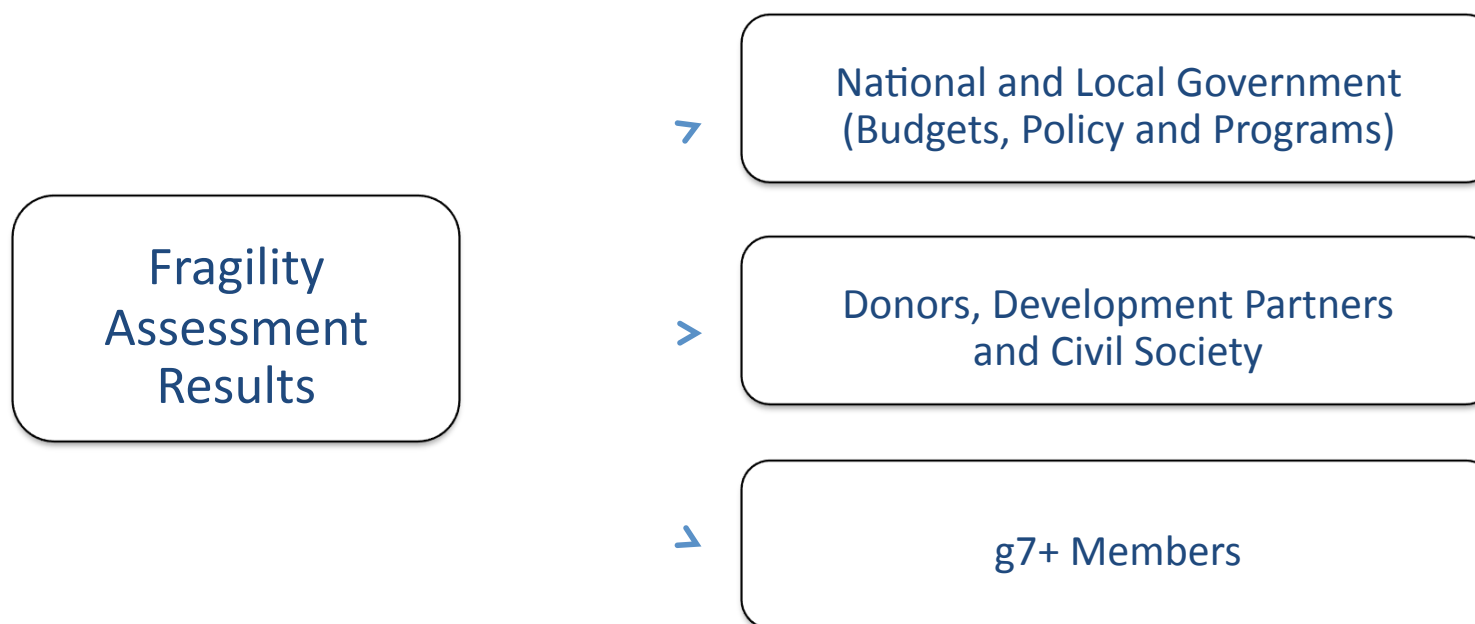 Fragility
Assessment
Results
National and Local Government
(Budgets, Policy and Programs)
Donors, Development Partners
and Civil Society
g7+ Members